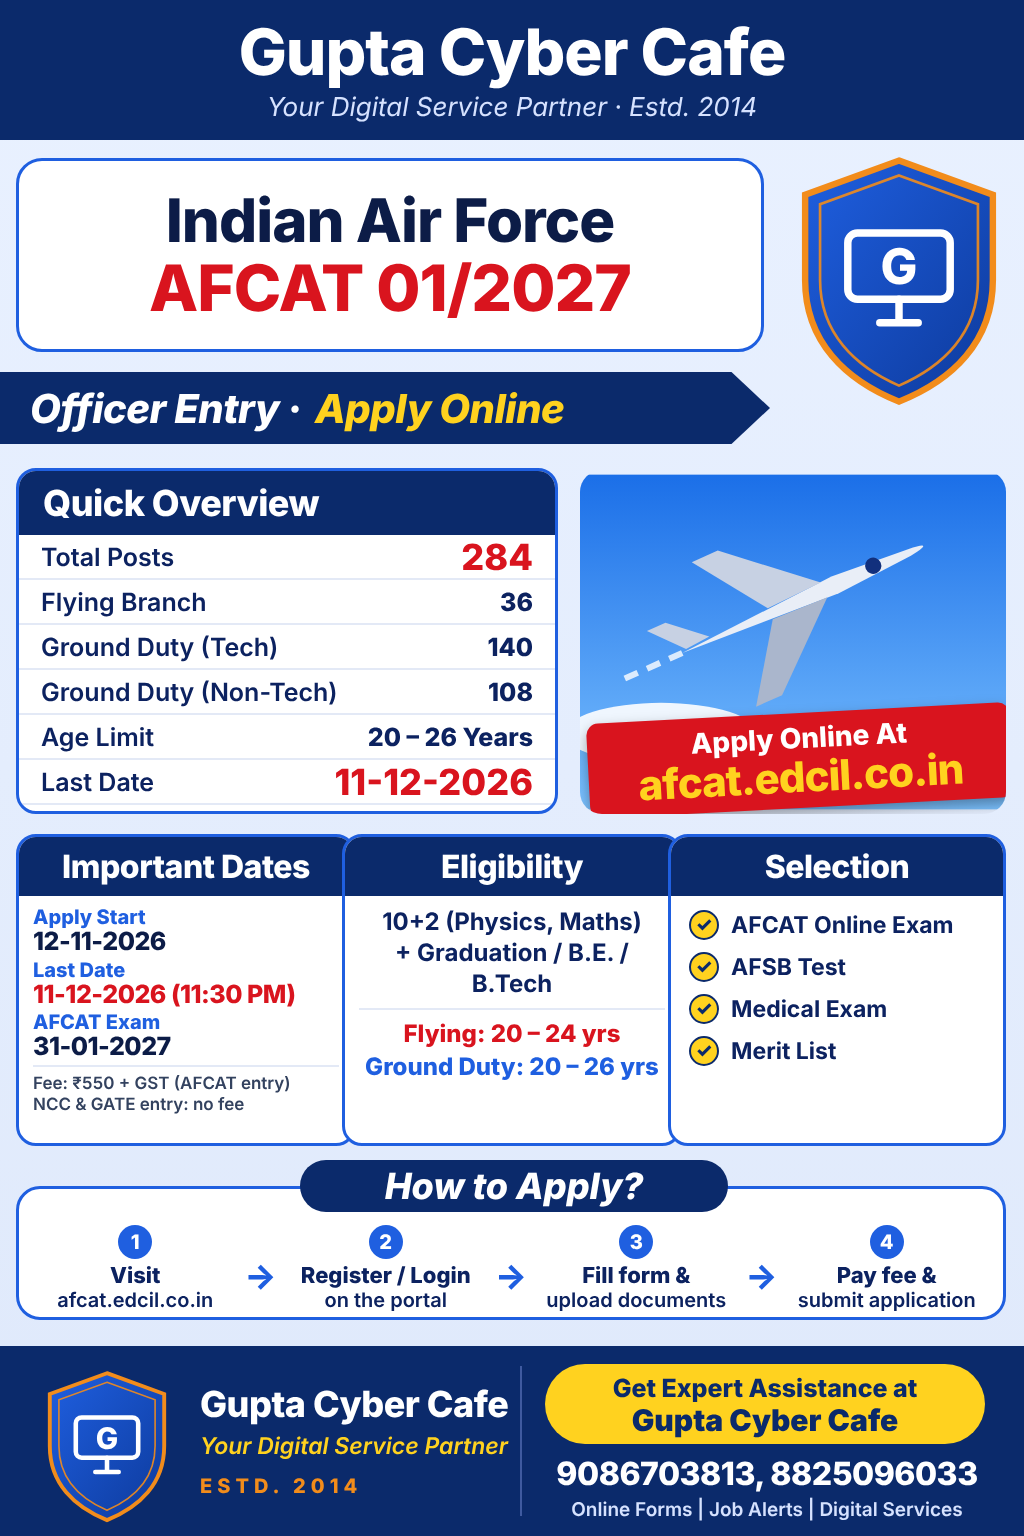 Gupta Cyber Cafe
Your Digital Service Partner · Estd. 2014
Indian Air Force
AFCAT 01/2027
G
Officer Entry · Apply Online
Quick Overview
Total Posts 284
Flying Branch 36
Ground Duty (Tech) 140
Ground Duty (Non-Tech) 108
Age Limit 20 – 26 Years
Last Date 11-12-2026
Apply Online At
afcat.edcil.co.in
Important Dates
Apply Start
12-11-2026
Last Date
11-12-2026 (11:30 PM)
AFCAT Exam
31-01-2027
Fee: ₹550 + GST (AFCAT entry)
NCC & GATE entry: no fee
Eligibility
10+2 (Physics, Maths)
+ Graduation / B.E. /
B.Tech
Flying: 20 – 24 yrs
Ground Duty: 20 – 26 yrs
Selection
AFCAT Online Exam
AFSB Test
Medical Exam
Merit List
How to Apply?
1
Visit
afcat.edcil.co.in
2
Register / Login
on the portal
3
Fill form &
upload documents
4
Pay fee &
submit application
G
Gupta Cyber Cafe
Your Digital Service Partner
ESTD. 2014
Get Expert Assistance at
Gupta Cyber Cafe
9086703813, 8825096033
Online Forms | Job Alerts | Digital Services